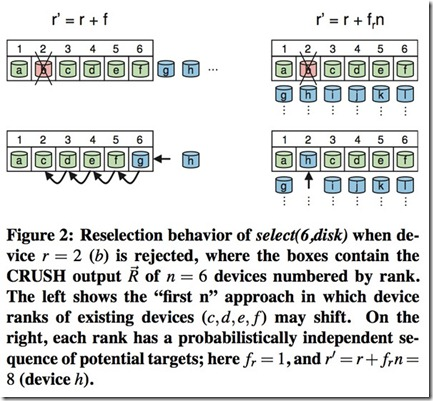 r' = r + f
r' = r + fᵣn
1 2 3 4 5 6
1 2 3 4 5 6
a b c d e f g h ...
a b c d e f
g h i j k l
1 2 3 4 5 6
1 2 3 4 5 6
a c d e f g h
a h c d e f
g i j k l
Figure 2: Reselection behavior of select(6,disk) when de-
vice r = 2 (b) is rejected, where the boxes contain the
CRUSH output R⃗ of n = 6 devices numbered by rank.
The left shows the “first n” approach in which device
ranks of existing devices (c,d,e,f) may shift. On the
right, each rank has a probabilistically independent se-
quence of potential targets; here fᵣ = 1, and r′ = r + fᵣn =
8 (device h).